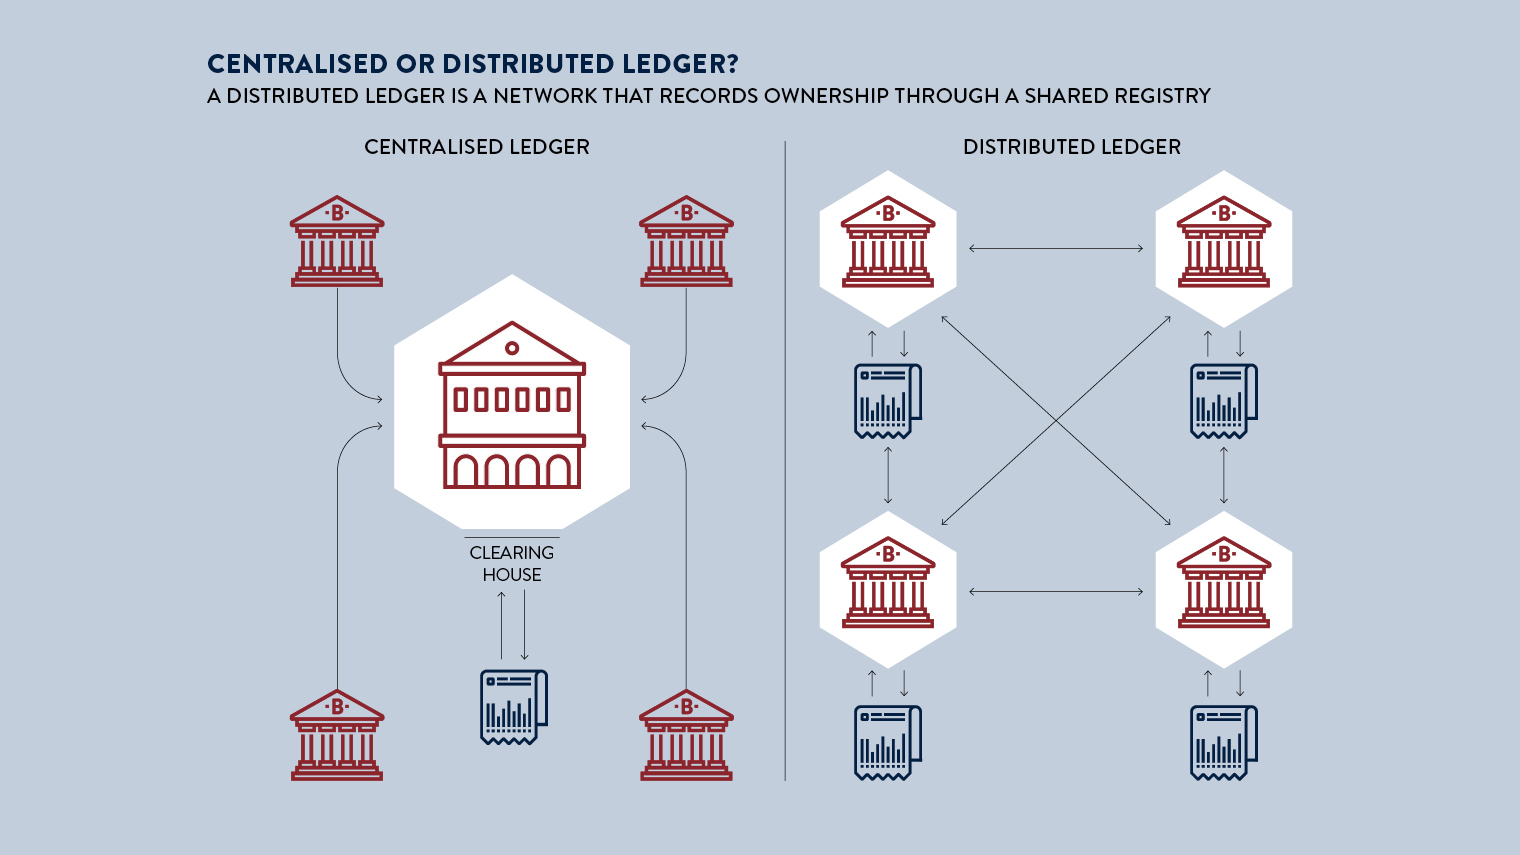 CENTRALISED OR DISTRIBUTED LEDGER?
A DISTRIBUTED LEDGER IS A NETWORK THAT RECORDS OWNERSHIP THROUGH A SHARED REGISTRY
CENTRALISED LEDGER
·B·
·B·
CLEARING
HOUSE
·B·
·B·
DISTRIBUTED LEDGER
·B·
·B·
·B·
·B·